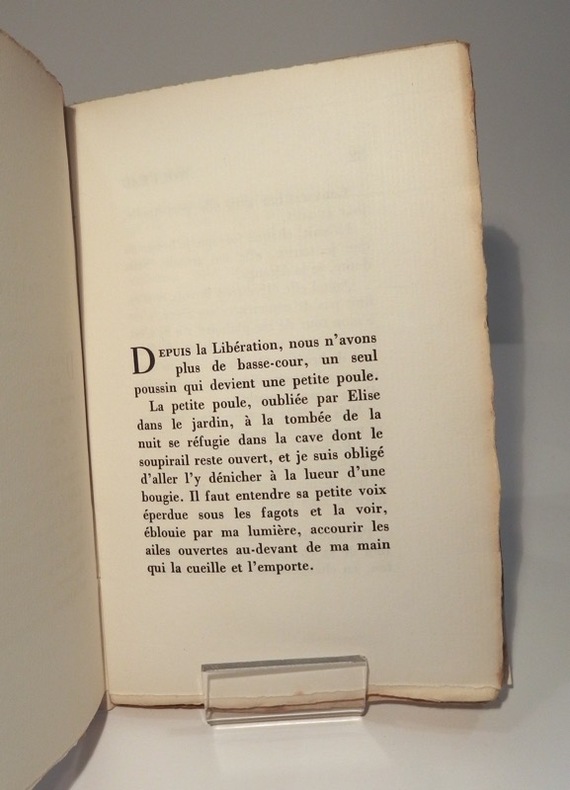 DEPUIS la Libération, nous n'avons
plus de basse-cour, un seul
poussin qui devient une petite poule.
La petite poule, oubliée par Elise
dans le jardin, à la tombée de la
nuit se réfugie dans la cave dont le
soupirail reste ouvert, et je suis obligé
d'aller l'y dénicher à la lueur d'une
bougie. Il faut entendre sa petite voix
éperdue sous les fagots et la voir,
éblouie par ma lumière, accourir les
ailes ouvertes au-devant de ma main
qui la cueille et l'emporte.